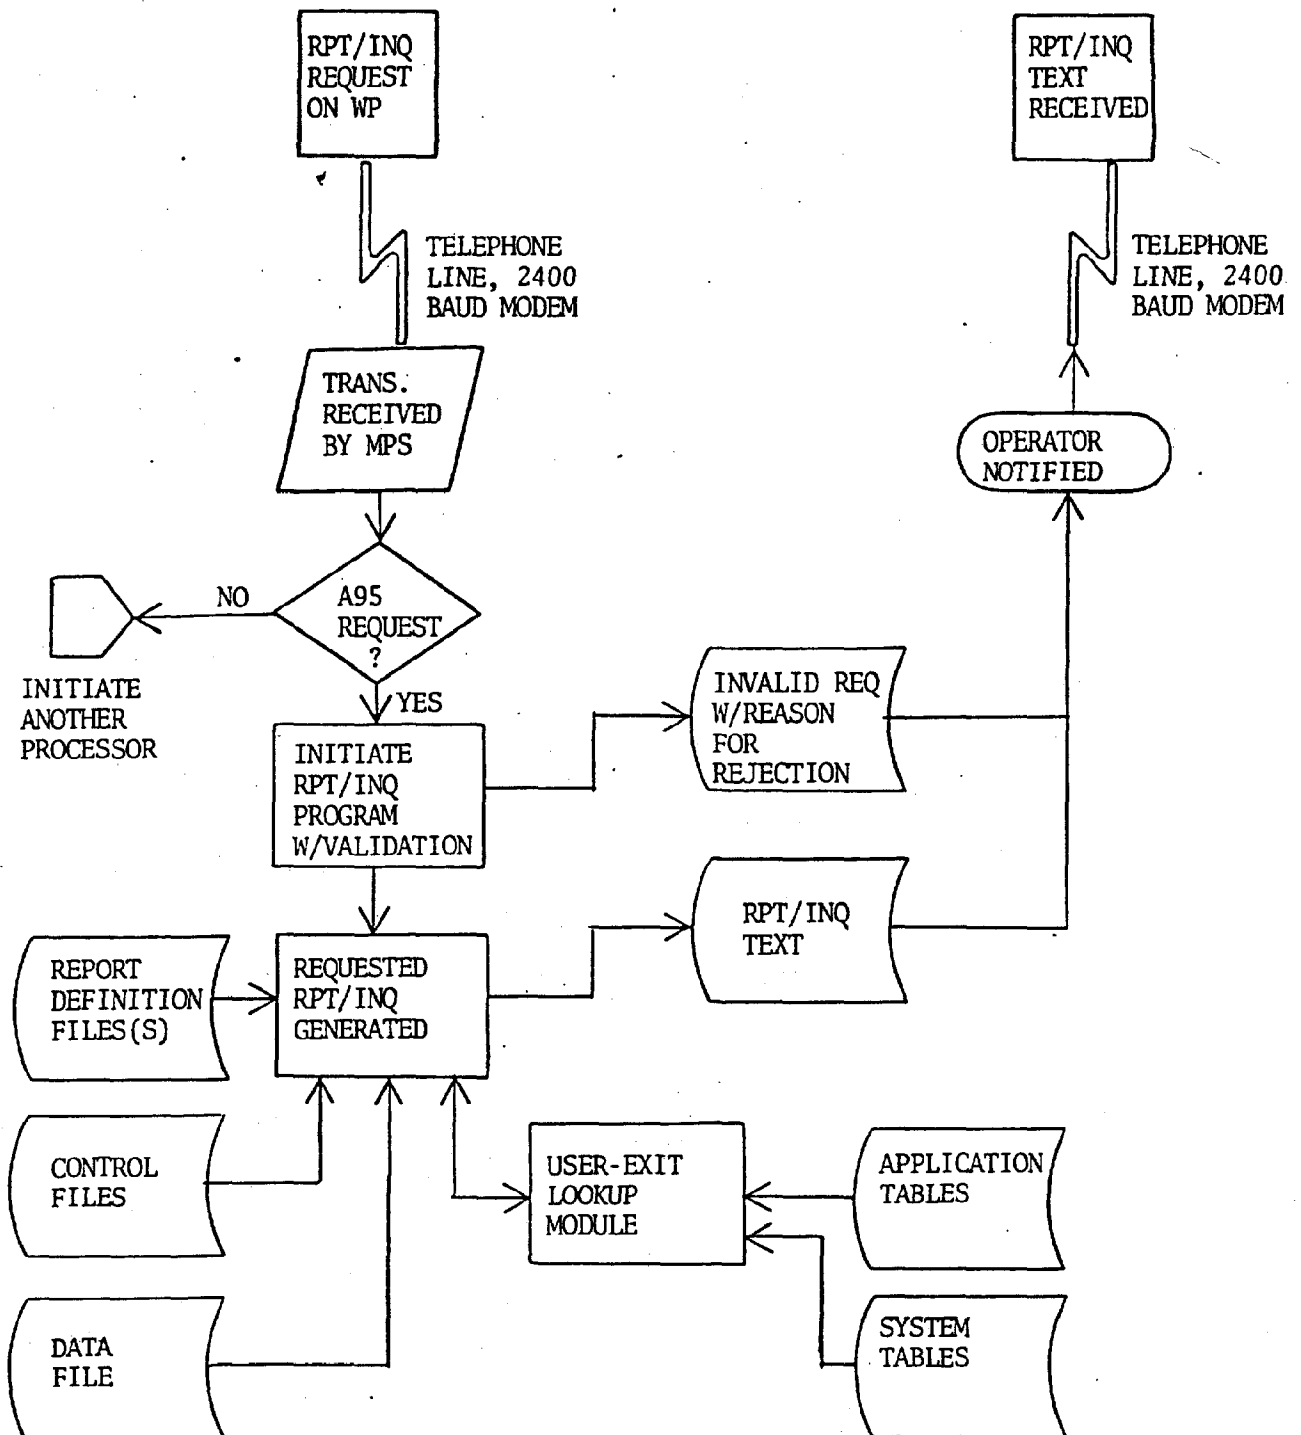 RPT/INQ
REQUEST
ON WP
RPT/INQ
TEXT
RECEIVED
TELEPHONE
LINE, 2400
BAUD MODEM
TELEPHONE
LINE, 2400
BAUD MODEM
TRANS.
RECEIVED
BY MPS
OPERATOR
NOTIFIED
NO
A95
REQUEST
?
YES
INITIATE
ANOTHER
PROCESSOR
INITIATE
RPT/INQ
PROGRAM
W/VALIDATION
INVALID REQ
W/REASON
FOR
REJECTION
RPT/INQ
TEXT
REPORT
DEFINITION
FILES(S)
REQUESTED
RPT/INQ
GENERATED
CONTROL
FILES
USER-EXIT
LOOKUP
MODULE
APPLICATION
TABLES
DATA
FILE
SYSTEM
TABLES